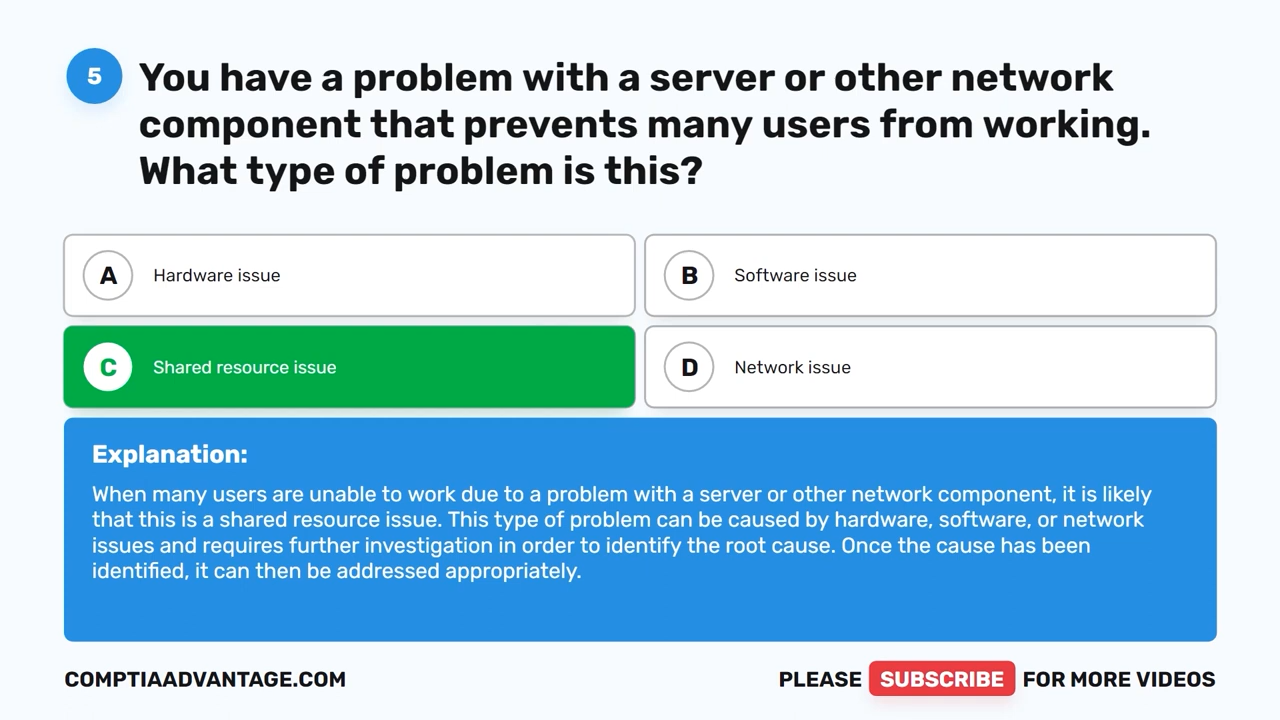 5
You have a problem with a server or other network
component that prevents many users from working.
What type of problem is this?
A
Hardware issue
B
Software issue
C
Shared resource issue
D
Network issue
Explanation:
When many users are unable to work due to a problem with a server or other network component, it is likely
that this is a shared resource issue. This type of problem can be caused by hardware, software, or network
issues and requires further investigation in order to identify the root cause. Once the cause has been
identified, it can then be addressed appropriately.
COMPTIAADVANTAGE.COM
PLEASE SUBSCRIBE FOR MORE VIDEOS